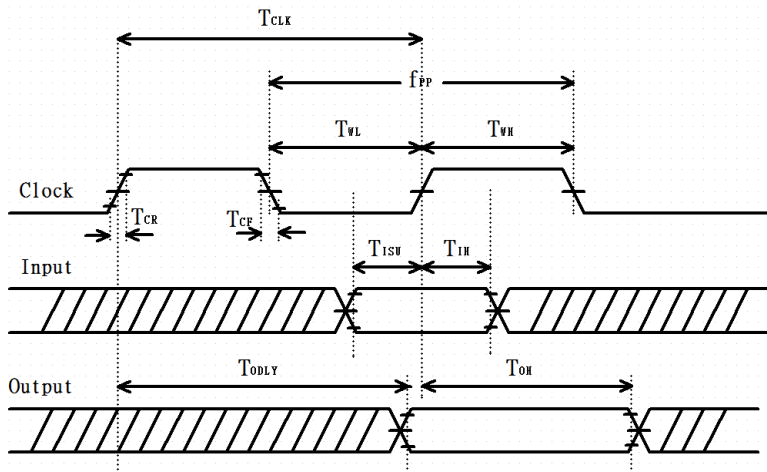 TCLK
fPP
TWL TWH
Clock
TCR TCF
TISU TIH
Input
TODLY TOH
Output